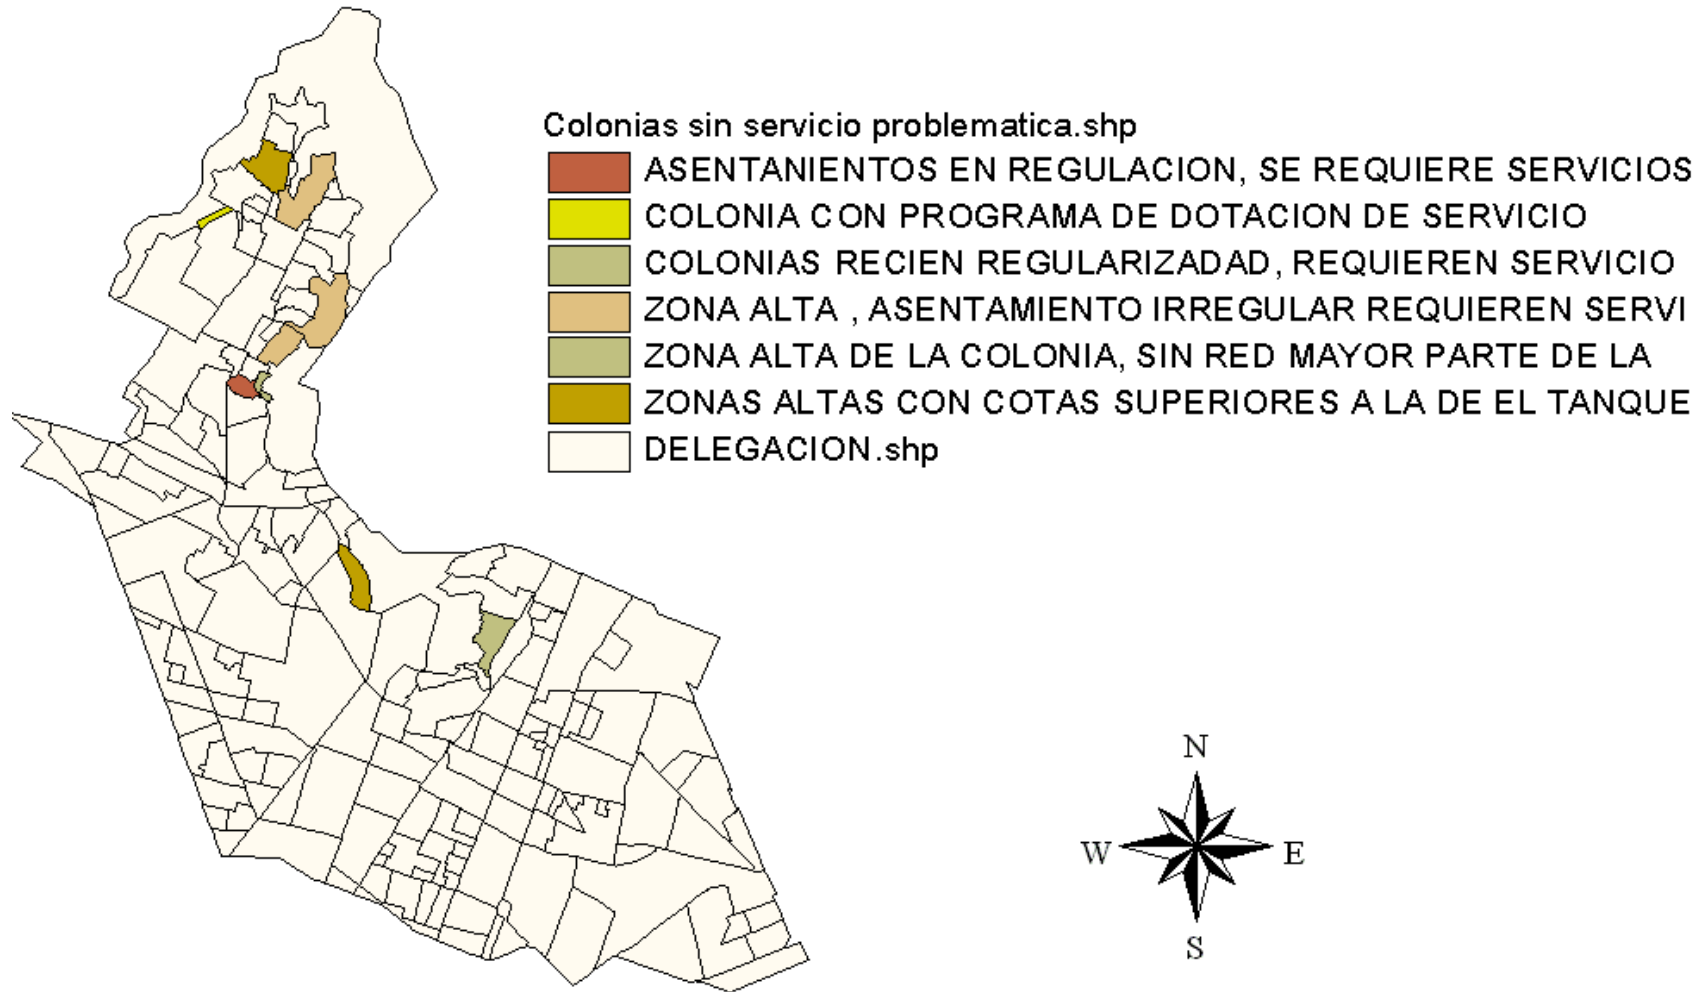 Colonias sin servicio problematica.shp
ASENTANIENTOS EN REGULACION, SE REQUIERE SERVICIOS
COLONIA CON PROGRAMA DE DOTACION DE SERVICIO
COLONIAS RECIEN REGULARIZADAD, REQUIEREN SERVICIO
ZONA ALTA , ASENTAMIENTO IRREGULAR REQUIEREN SERVI
ZONA ALTA DE LA COLONIA, SIN RED MAYOR PARTE DE LA
ZONAS ALTAS CON COTAS SUPERIORES A LA DE EL TANQUE
DELEGACION.shp
N
W E
S